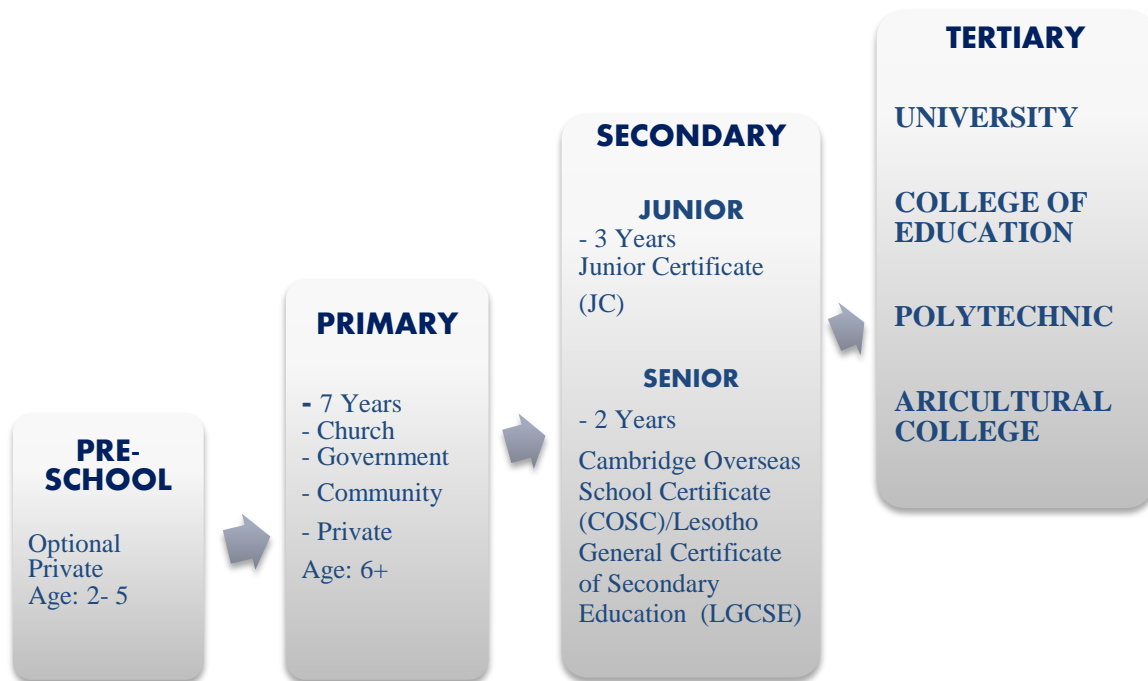 PRE-
SCHOOL
Optional
Private
Age: 2- 5
PRIMARY
- 7 Years
- Church
- Government
- Community
- Private
Age: 6+
SECONDARY
JUNIOR
- 3 Years
Junior Certificate
(JC)
SENIOR
- 2 Years
Cambridge Overseas
School Certificate
(COSC)/Lesotho
General Certificate
of Secondary
Education  (LGCSE)
TERTIARY
UNIVERSITY
COLLEGE OF
EDUCATION
POLYTECHNIC
ARICULTURAL
COLLEGE